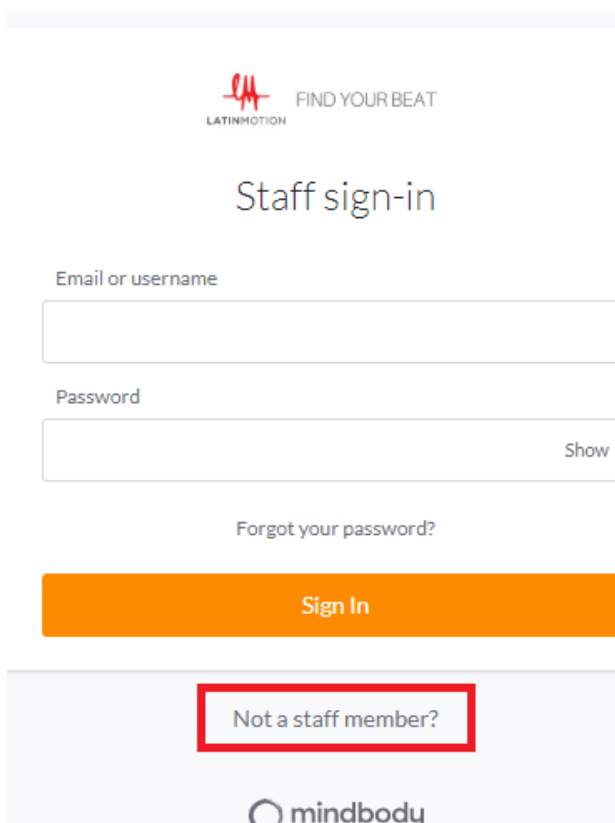 FIND YOUR BEAT
LATINMOTION
Staff sign-in
Email or username
Password
Show
Forgot your password?
Sign In
Not a staff member?
mindbody